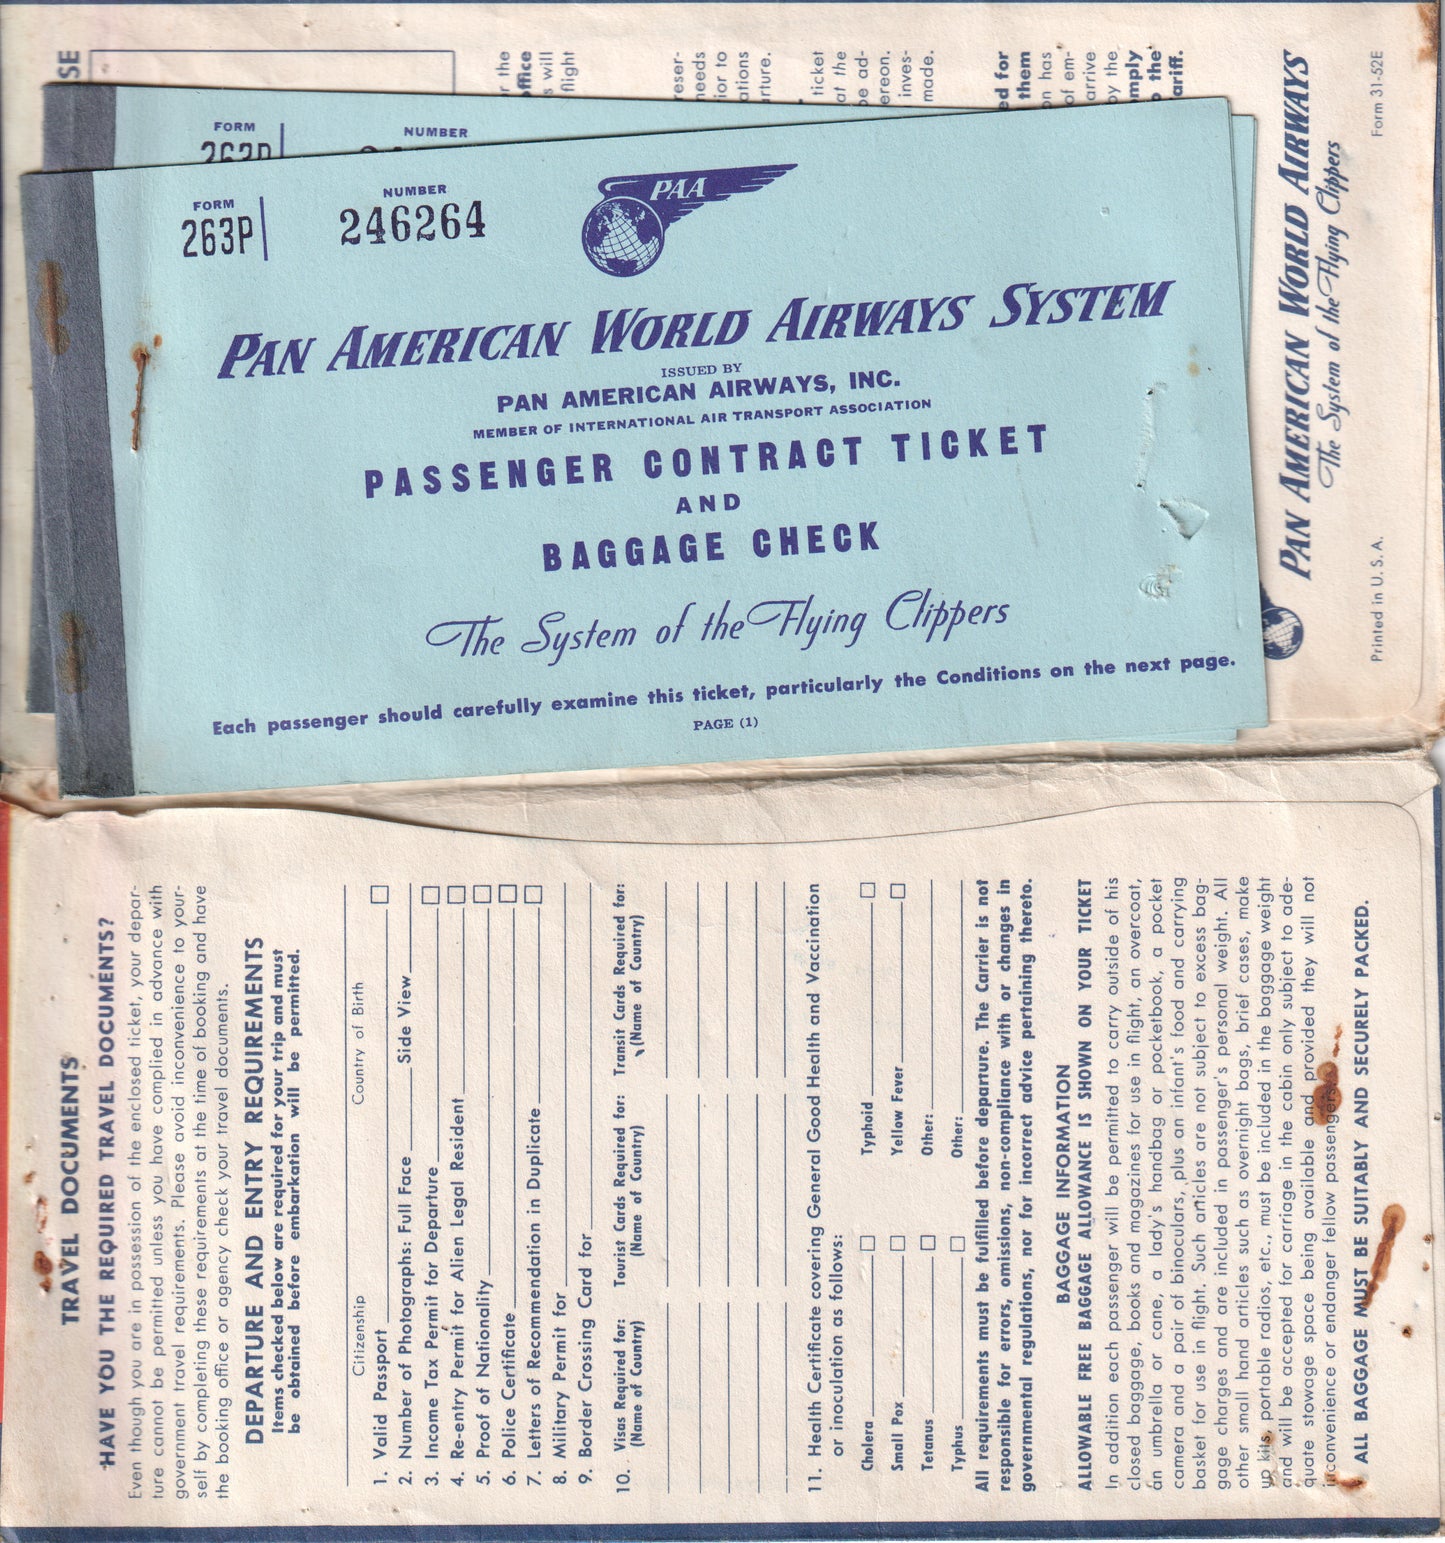 FORM
263P
NUMBER
FORM
263P
NUMBER
246264
PAA
PAN AMERICAN WORLD AIRWAYS SYSTEM
ISSUED BY
PAN AMERICAN AIRWAYS, INC.
MEMBER OF INTERNATIONAL AIR TRANSPORT ASSOCIATION
PASSENGER CONTRACT TICKET
AND
BAGGAGE CHECK
The System of the Flying Clippers
Each passenger should carefully examine this ticket, particularly the Conditions on the next page.
PAGE (1)
PAN AMERICAN WORLD AIRWAYS
The System of the Flying Clippers
Printed in U. S. A.
Form 31-52E
TRAVEL DOCUMENTS
HAVE YOU THE REQUIRED TRAVEL DOCUMENTS?
Even though you are in possession of the enclosed ticket, your depar-
ture cannot be permitted unless you have complied in advance with
government travel requirements. Please avoid inconvenience to your-
self by completing these requirements at the time of booking and have
the booking office or agency check your travel documents.
DEPARTURE AND ENTRY REQUIREMENTS
Items checked below are required for your trip and must
be obtained before embarkation will be permitted.
Citizenship Country of Birth
1. Valid Passport
2. Number of Photographs: Full Face Side View
3. Income Tax Permit for Departure
4. Re-entry Permit for Alien Legal Resident
5. Proof of Nationality
6. Police Certificate
7. Letters of Recommendation in Duplicate
8. Military Permit for
9. Border Crossing Card for
10. Visas Required for: Tourist Cards Required for: Transit Cards Required for:
(Name of Country) (Name of Country) (Name of Country)
11. Health Certificate covering General Good Health and Vaccination
or inoculation as follows:
Cholera Typhoid
Small Pox Yellow Fever
Tetanus Other:
Typhus Other:
All requirements must be fulfilled before departure. The Carrier is not
responsible for errors, omissions, non-compliance with or changes in
governmental regulations, nor for incorrect advice pertaining thereto.
BAGGAGE INFORMATION
ALLOWABLE FREE BAGGAGE ALLOWANCE IS SHOWN ON YOUR TICKET
In addition each passenger will be permitted to carry outside of his
closed baggage, books and magazines for use in flight, an overcoat,
an umbrella or cane, a lady's handbag or pocketbook, a pocket
camera and a pair of binoculars, plus an infant's food and carrying
basket for use in flight. Such articles are not subject to excess bag-
gage charges and are included in passenger's personal weight. All
other small hand articles such as overnight bags, brief cases, make
up kits, portable radios, etc., must be included in the baggage weight
and will be accepted for carriage in the cabin only subject to ade-
quate stowage space being available and provided they will not
inconvenience or endanger fellow passengers.
ALL BAGGAGE MUST BE SUITABLY AND SECURELY PACKED.